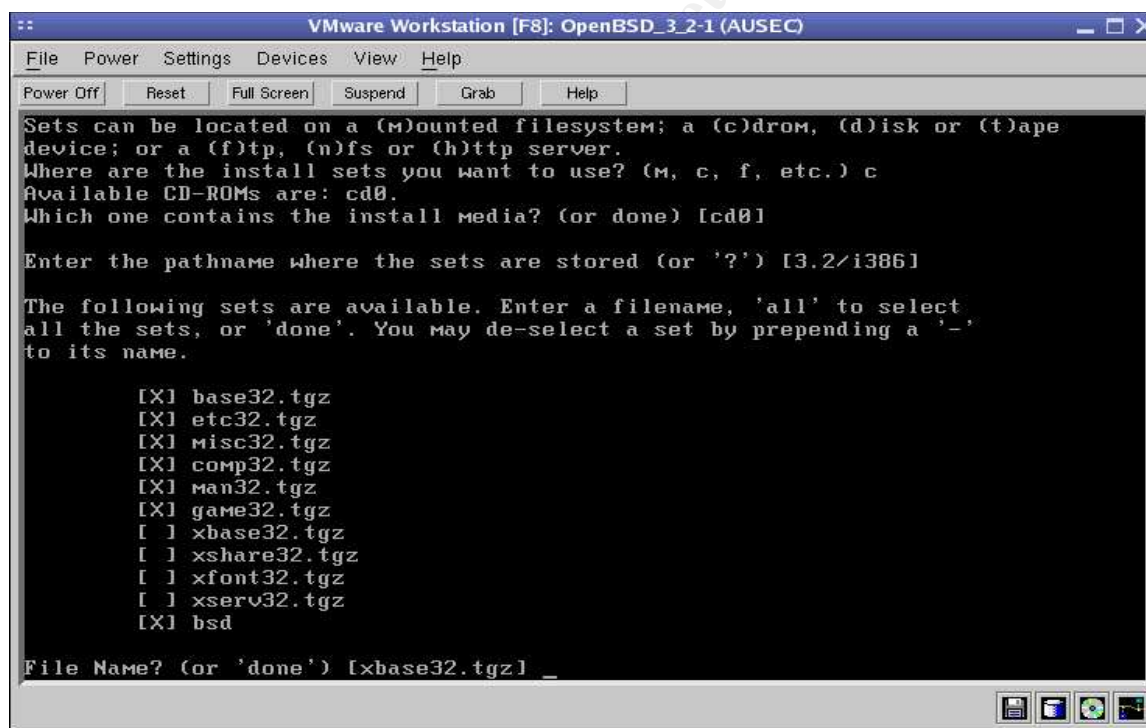 VMware Workstation [F8]: OpenBSD_3_2-1 (AUSEC)
File Power Settings Devices View Help
Power Off Reset Full Screen Suspend Grab Help
Sets can be located on a (m)ounted filesystem; a (c)drom, (d)isk or (t)ape
device; or a (f)tp, (n)fs or (h)ttp server.
Where are the install sets you want to use? (m, c, f, etc.) c
Available CD-ROMs are: cd0.
Which one contains the install media? (or done) [cd0]
Enter the pathname where the sets are stored (or '?') [3.2/i386]
The following sets are available. Enter a filename, 'all' to select
all the sets, or 'done'. You may de-select a set by prepending a '-'
to its name.
[X] base32.tgz
[X] etc32.tgz
[X] misc32.tgz
[X] comp32.tgz
[X] man32.tgz
[X] game32.tgz
[ ] xbase32.tgz
[ ] xshare32.tgz
[ ] xfont32.tgz
[ ] xserv32.tgz
[X] bsd
File Name? (or 'done') [xbase32.tgz] _